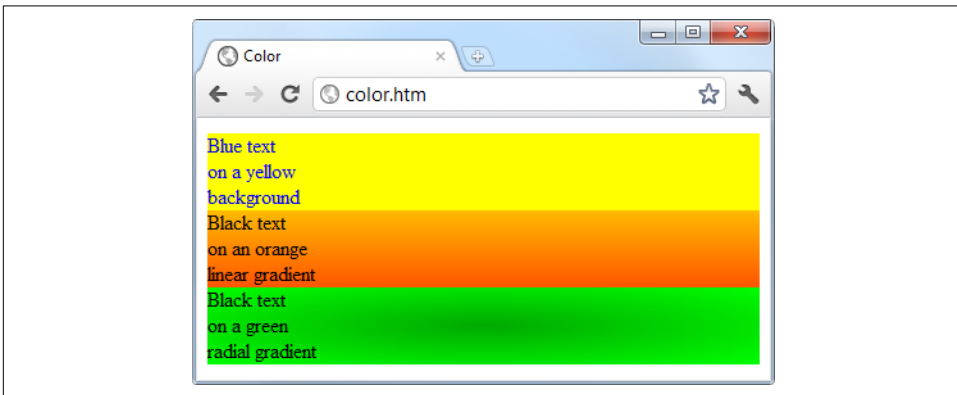 Color
color.htm
Blue text
on a yellow
background
Black text
on an orange
linear gradient
Black text
on a green
radial gradient